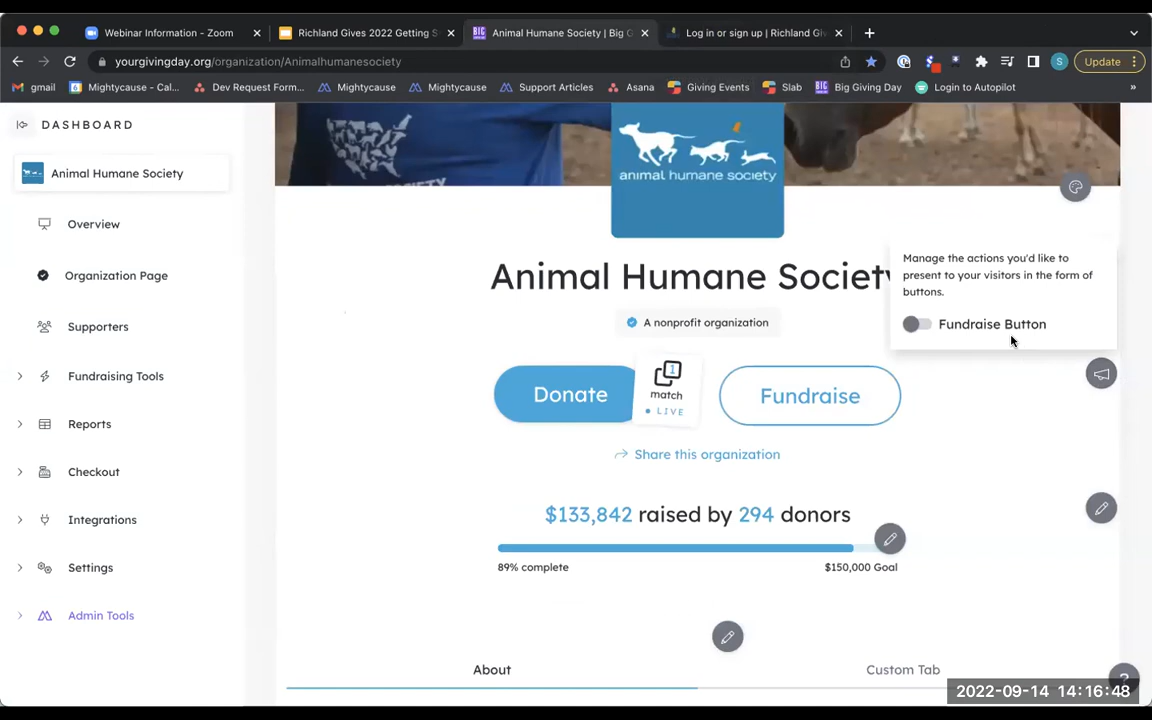 Webinar Information - Zoom
Richland Gives 2022 Getting S
Animal Humane Society | Big G
Log in or sign up | Richland Giv
yourgivingday.org/organization/Animalhumanesociety
S
Update
gmail
Mightycause - Cal...
Dev Request Form...
Mightycause
Mightycause
Support Articles
Asana
Giving Events
Slab
BIG
Big Giving Day
Login to Autopilot
»
DASHBOARD
Animal Humane Society
Overview
Organization Page
Supporters
Fundraising Tools
Reports
Checkout
Integrations
Settings
Admin Tools
animal humane society
Animal Humane Society
A nonprofit organization
Manage the actions you'd like to
present to your visitors in the form of
buttons.
Fundraise Button
Donate
1
match
• LIVE
Fundraise
Share this organization
$133,842 raised by 294 donors
89% complete
$150,000 Goal
About
Custom Tab
?
2022-09-14 14:16:48